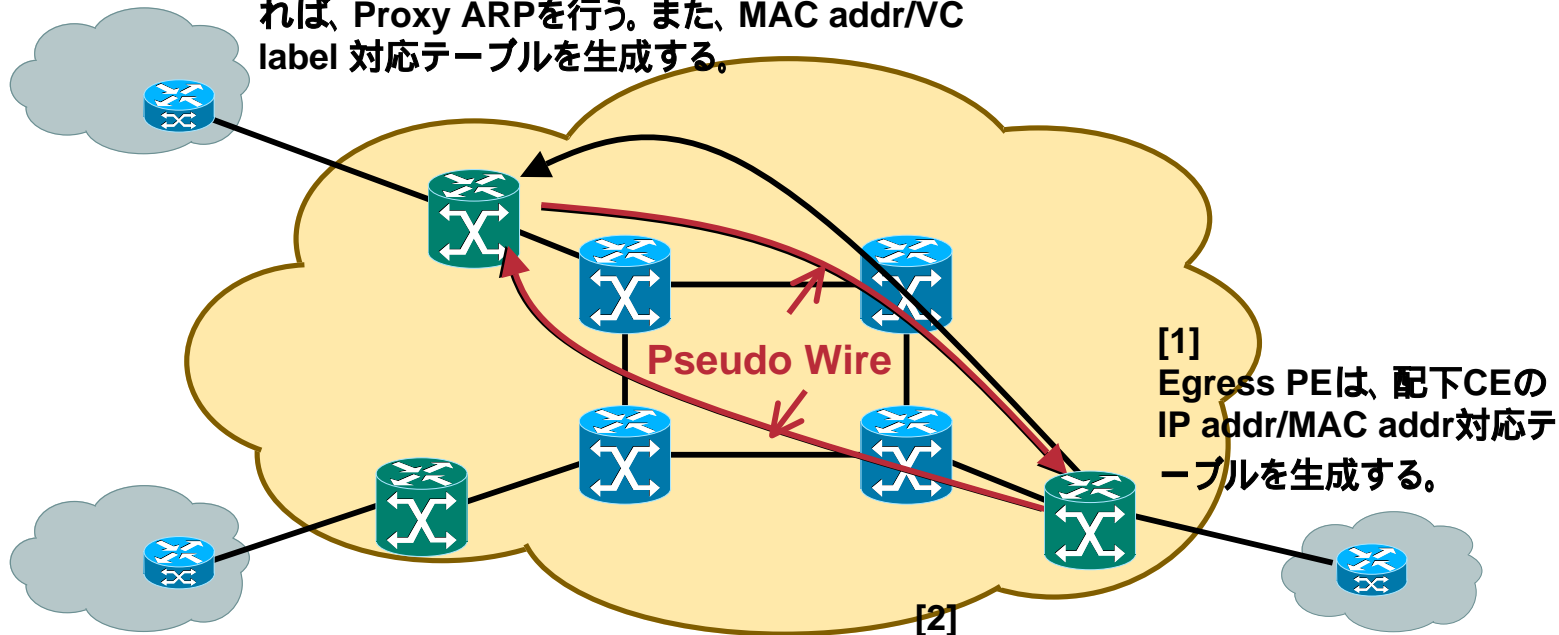 れば、Proxy ARPを行う。また、MAC addr/VC
label 対応テーブルを生成する。
Pseudo Wire
[1]
Egress PEは、配下CEの
IP addr/MAC addr対応テ
ーブルを生成する。
[2]